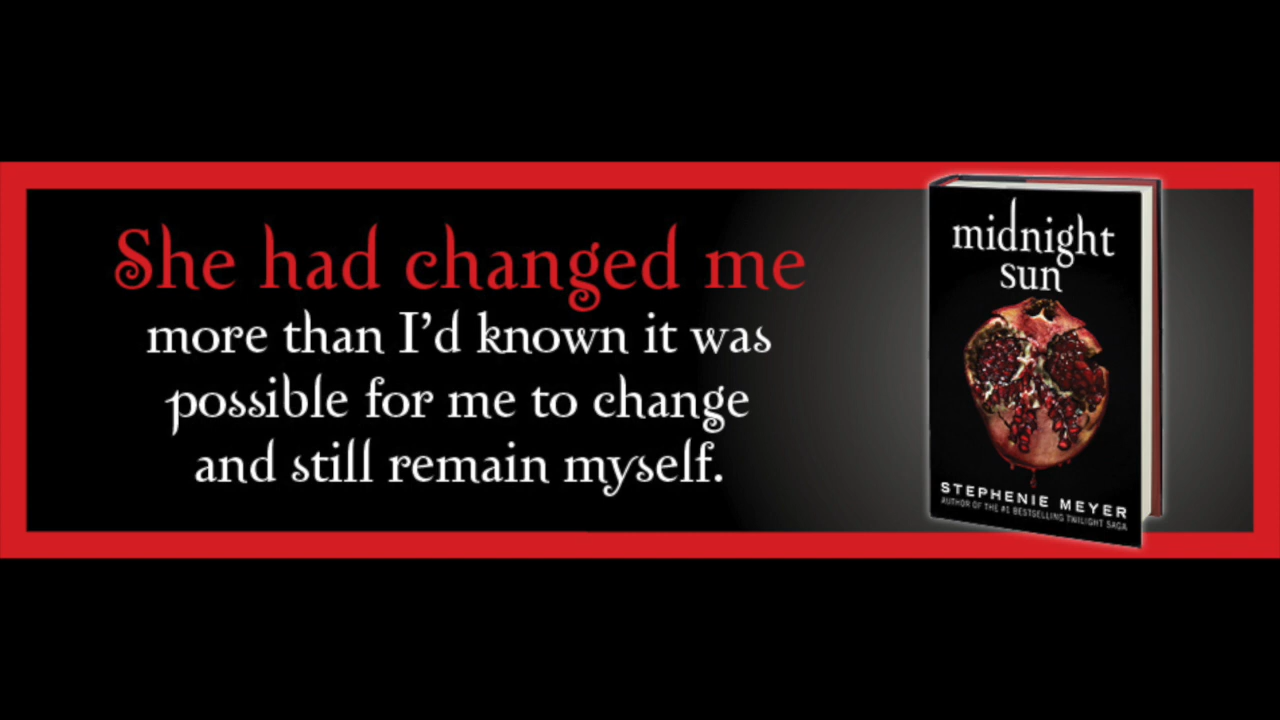 She had changed me
more than I'd known it was
possible for me to change
and still remain myself.
midnight
sun
STEPHENIE MEYER
AUTHOR OF THE #1 BESTSELLING TWILIGHT SAGA